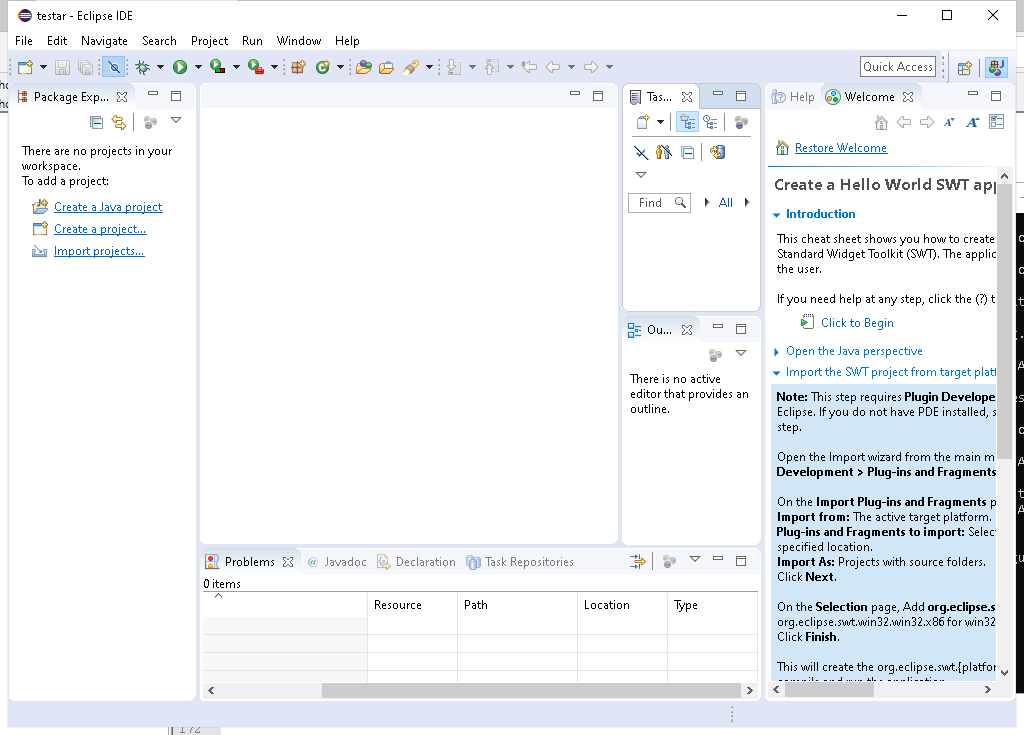 testar - Eclipse IDE
File Edit Navigate Search Project Run Window Help
Quick Access
Package Exp...
There are no projects in your
workspace.
To add a project:
Create a Java project
Create a project...
Import projects...
Tas...
Find
All
Ou...
There is no active
editor that provides an
outline.
Help Welcome
Restore Welcome
Create a Hello World SWT app
Introduction
This cheat sheet shows you how to create
Standard Widget Toolkit (SWT). The applic
the user.
If you need help at any step, click the (?) t
Click to Begin
Open the Java perspective
Import the SWT project from target platf
Note: This step requires Plugin Develope
Eclipse. If you do not have PDE installed, s
step.
Open the Import wizard from the main m
Development > Plug-ins and Fragments
On the Import Plug-ins and Fragments p
Import from: The active target platform.
Plug-ins and Fragments to import: Selec
specified location.
Import As: Projects with source folders.
Click Next.
On the Selection page, Add org.eclipse.s
org.eclipse.swt.win32.win32.x86 for win32
Click Finish.
This will create the org.eclipse.swt.{platfor
compile and run the application.
Problems @ Javadoc Declaration Task Repositories
0 items
Resource Path Location Type
172